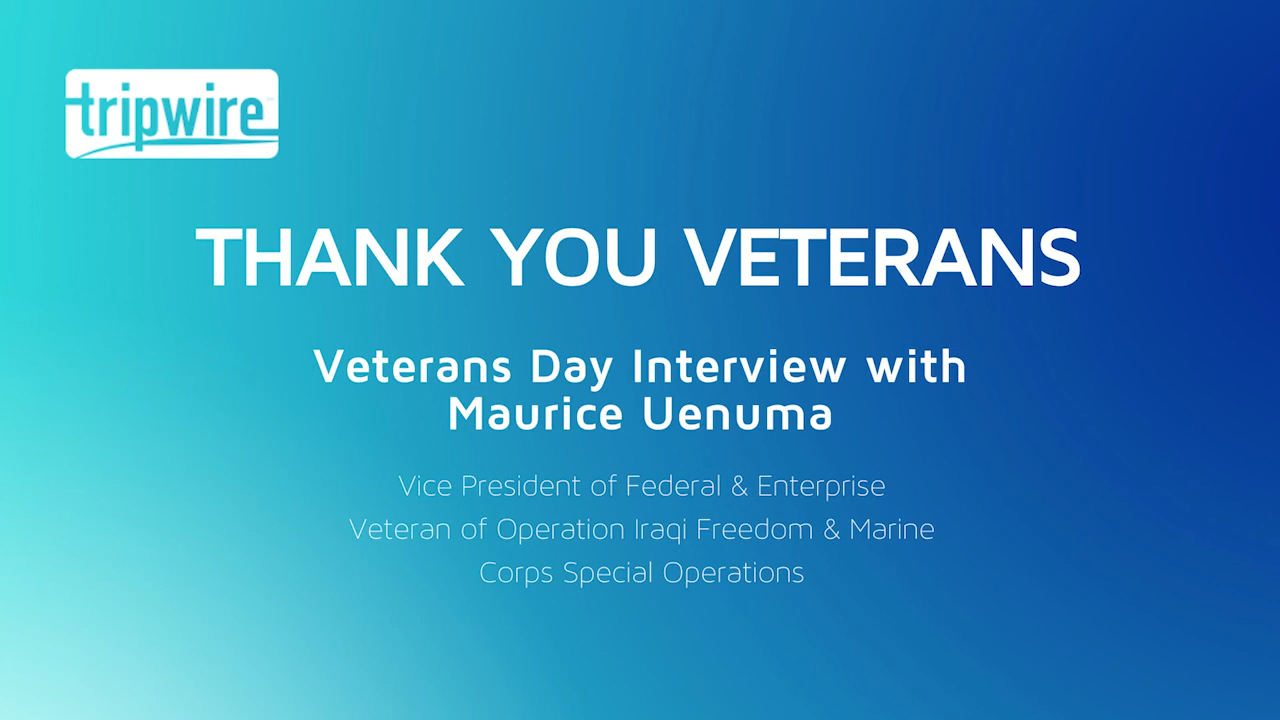 tripwire
THANK YOU VETERANS
Veterans Day Interview with
Maurice Uenuma
Vice President of Federal & Enterprise
Veteran of Operation Iraqi Freedom & Marine
Corps Special Operations